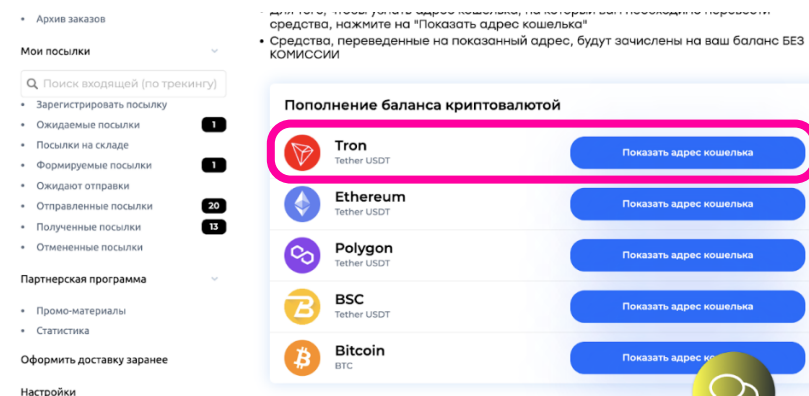 Архив заказов
Мои посылки
Поиск входящей (по трекингу)
Зарегистрировать посылку
Ожидаемые посылки 1
Посылки на складе
Формируемые посылки 1
Ожидают отправки
Отправленные посылки 20
Полученные посылки 13
Отмененные посылки
Партнерская программа
Промо-материалы
Статистика
Оформить доставку заранее
Настройки
средства, нажмите на "Показать адрес кошелька"
Средства, переведенные на показанный адрес, будут зачислены на ваш баланс БЕЗ
КОМИССИИ
Пополнение баланса криптовалютой
Tron
Tether USDT
Показать адрес кошелька
Ethereum
Tether USDT
Показать адрес кошелька
Polygon
Tether USDT
Показать адрес кошелька
BSC
Tether USDT
Показать адрес кошелька
Bitcoin
BTC
Показать адрес